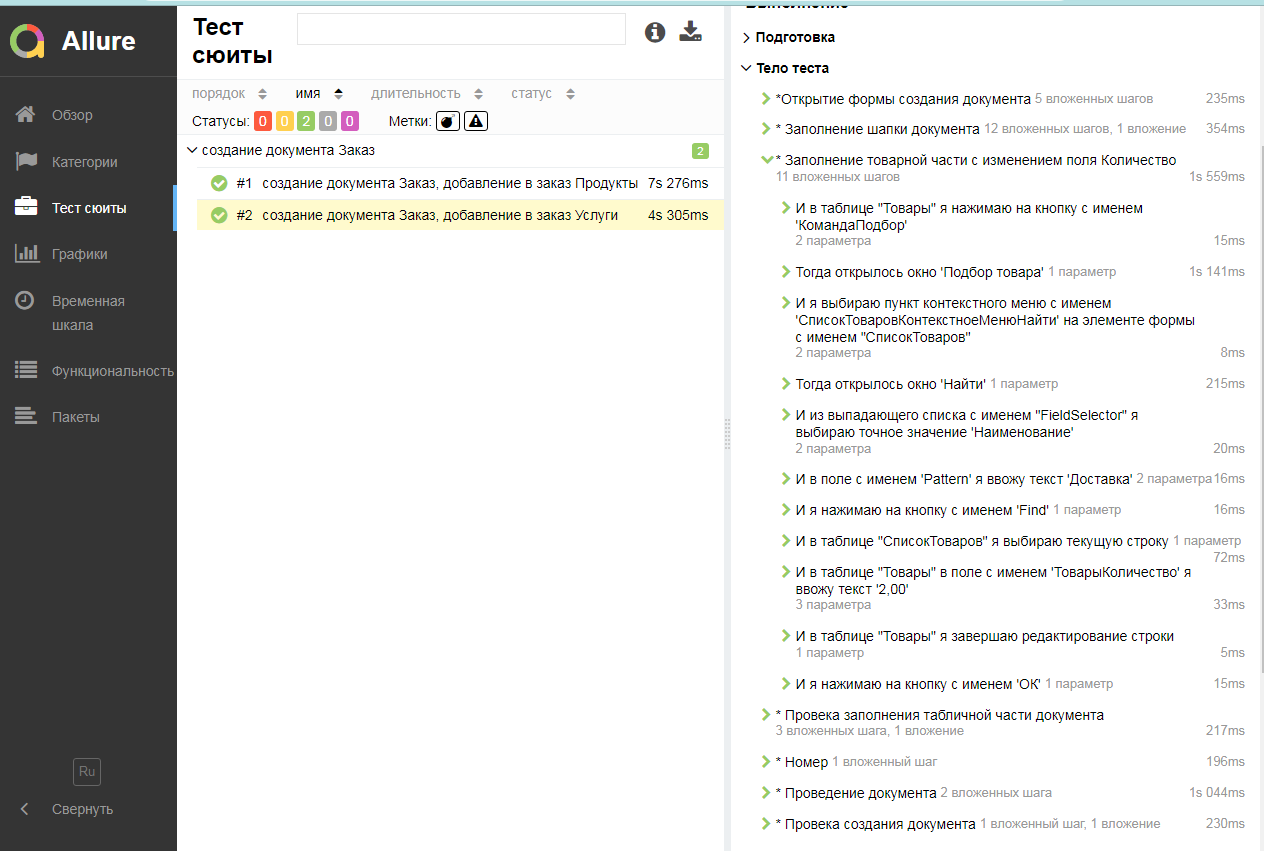 Allure
Обзор
Категории
Тест сюиты
Графики
Временная
шкала
Функциональность
Пакеты
Ru
Свернуть
Тест
сюиты
порядок имя длительность статус
Статусы: 0 0 2 0 0 Метки:
создание документа Заказ 2
#1 создание документа Заказ, добавление в заказ Продукты 7s 276ms
#2 создание документа Заказ, добавление в заказ Услуги 4s 305ms
Выполнение
Подготовка
Тело теста
*Открытие формы создания документа 5 вложенных шагов 235ms
* Заполнение шапки документа 12 вложенных шагов, 1 вложение 354ms
* Заполнение товарной части с изменением поля Количество
11 вложенных шагов 1s 559ms
И в таблице "Товары" я нажимаю на кнопку с именем
'КомандаПодбор'
2 параметра 15ms
Тогда открылось окно 'Подбор товара' 1 параметр 1s 141ms
И я выбираю пункт контекстного меню с именем
'СписокТоваровКонтекстноеМенюНайти' на элементе формы
с именем "СписокТоваров"
2 параметра 8ms
Тогда открылось окно 'Найти' 1 параметр 215ms
И из выпадающего списка с именем "FieldSelector" я
выбираю точное значение 'Наименование'
2 параметра 20ms
И в поле с именем 'Pattern' я ввожу текст 'Доставка' 2 параметра 16ms
И я нажимаю на кнопку с именем 'Find' 1 параметр 16ms
И в таблице "СписокТоваров" я выбираю текущую строку 1 параметр
72ms
И в таблице "Товары" в поле с именем 'ТоварыКоличество' я
ввожу текст '2,00'
3 параметра 33ms
И в таблице "Товары" я завершаю редактирование строки
1 параметр 5ms
И я нажимаю на кнопку с именем 'ОК' 1 параметр 15ms
* Провека заполнения табличной части документа
3 вложенных шага, 1 вложение 217ms
* Номер 1 вложенный шаг 196ms
* Проведение документа 2 вложенных шага 1s 044ms
* Провека создания документа 1 вложенный шаг, 1 вложение 230ms